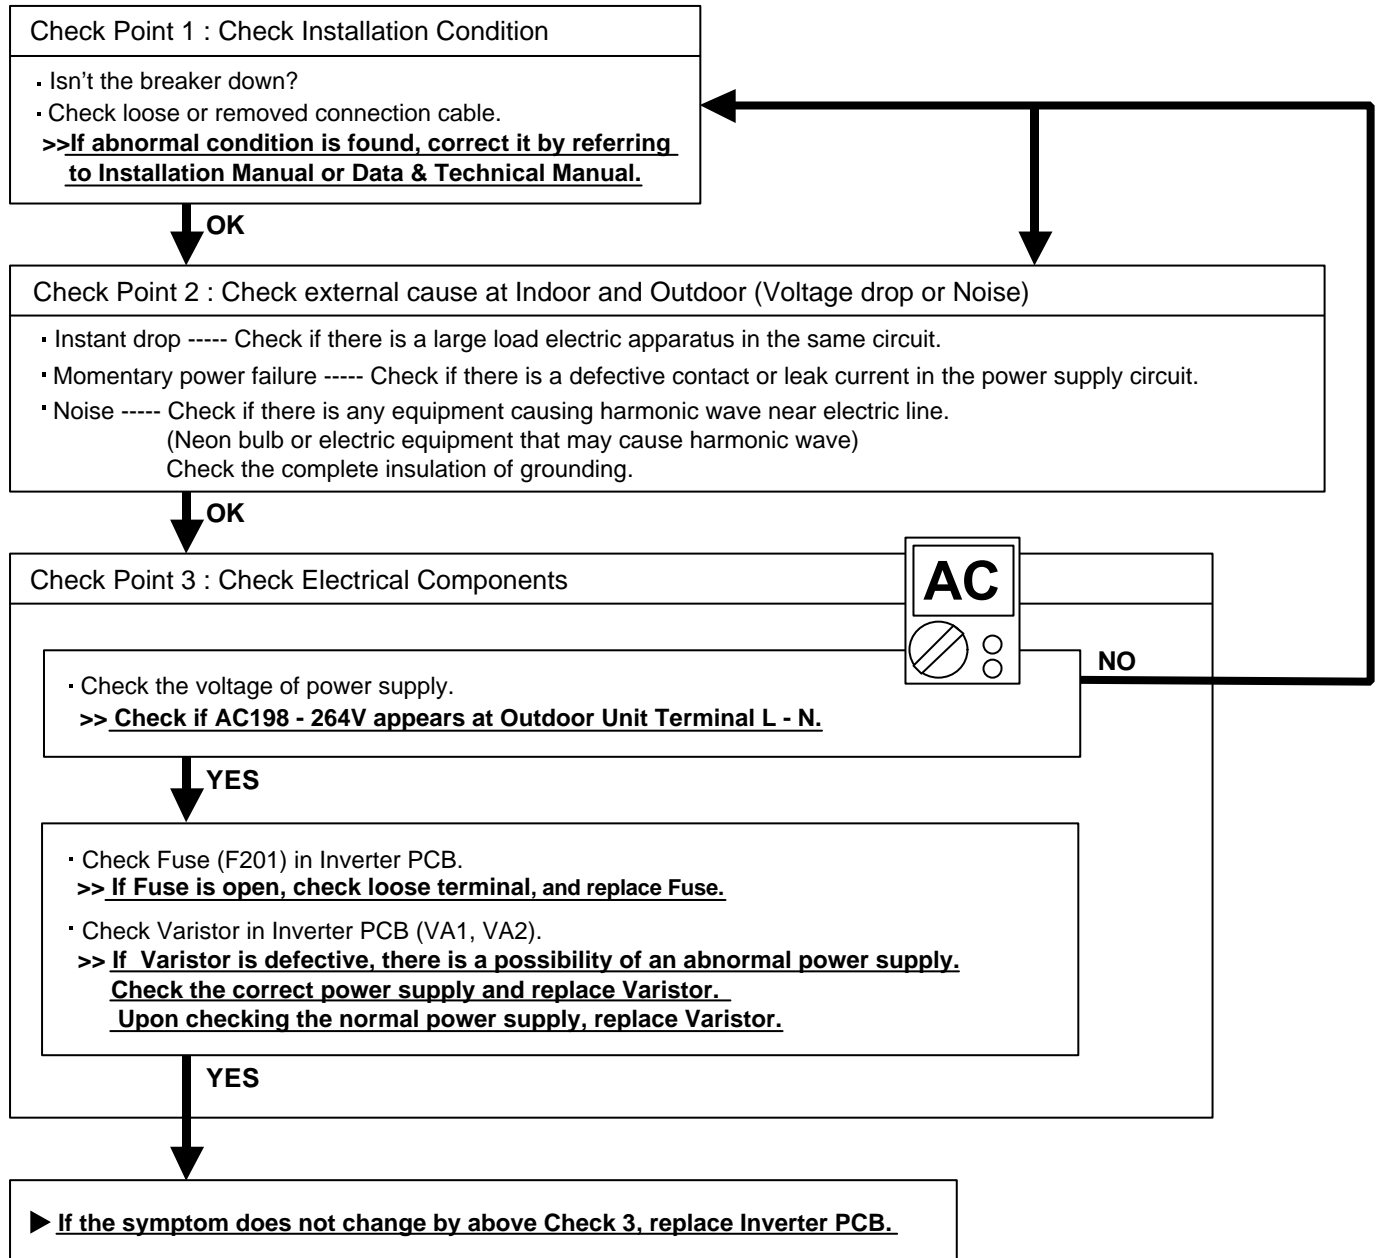 Check Point 1 : Check Installation Condition
· Isn't the breaker down?
· Check loose or removed connection cable.
>>If abnormal condition is found, correct it by referring
to Installation Manual or Data & Technical Manual.
OK
Check Point 2 : Check external cause at Indoor and Outdoor (Voltage drop or Noise)
· Instant drop ----- Check if there is a large load electric apparatus in the same circuit.
· Momentary power failure ----- Check if there is a defective contact or leak current in the power supply circuit.
· Noise ----- Check if there is any equipment causing harmonic wave near electric line.
(Neon bulb or electric equipment that may cause harmonic wave)
Check the complete insulation of grounding.
OK
Check Point 3 : Check Electrical Components
AC
NO
· Check the voltage of power supply.
>> Check if AC198 - 264V appears at Outdoor Unit Terminal L - N.
YES
· Check Fuse (F201) in Inverter PCB.
>> If Fuse is open, check loose terminal, and replace Fuse.
· Check Varistor in Inverter PCB (VA1, VA2).
>> If Varistor is defective, there is a possibility of an abnormal power supply.
Check the correct power supply and replace Varistor.
Upon checking the normal power supply, replace Varistor.
YES
▶ If the symptom does not change by above Check 3, replace Inverter PCB.